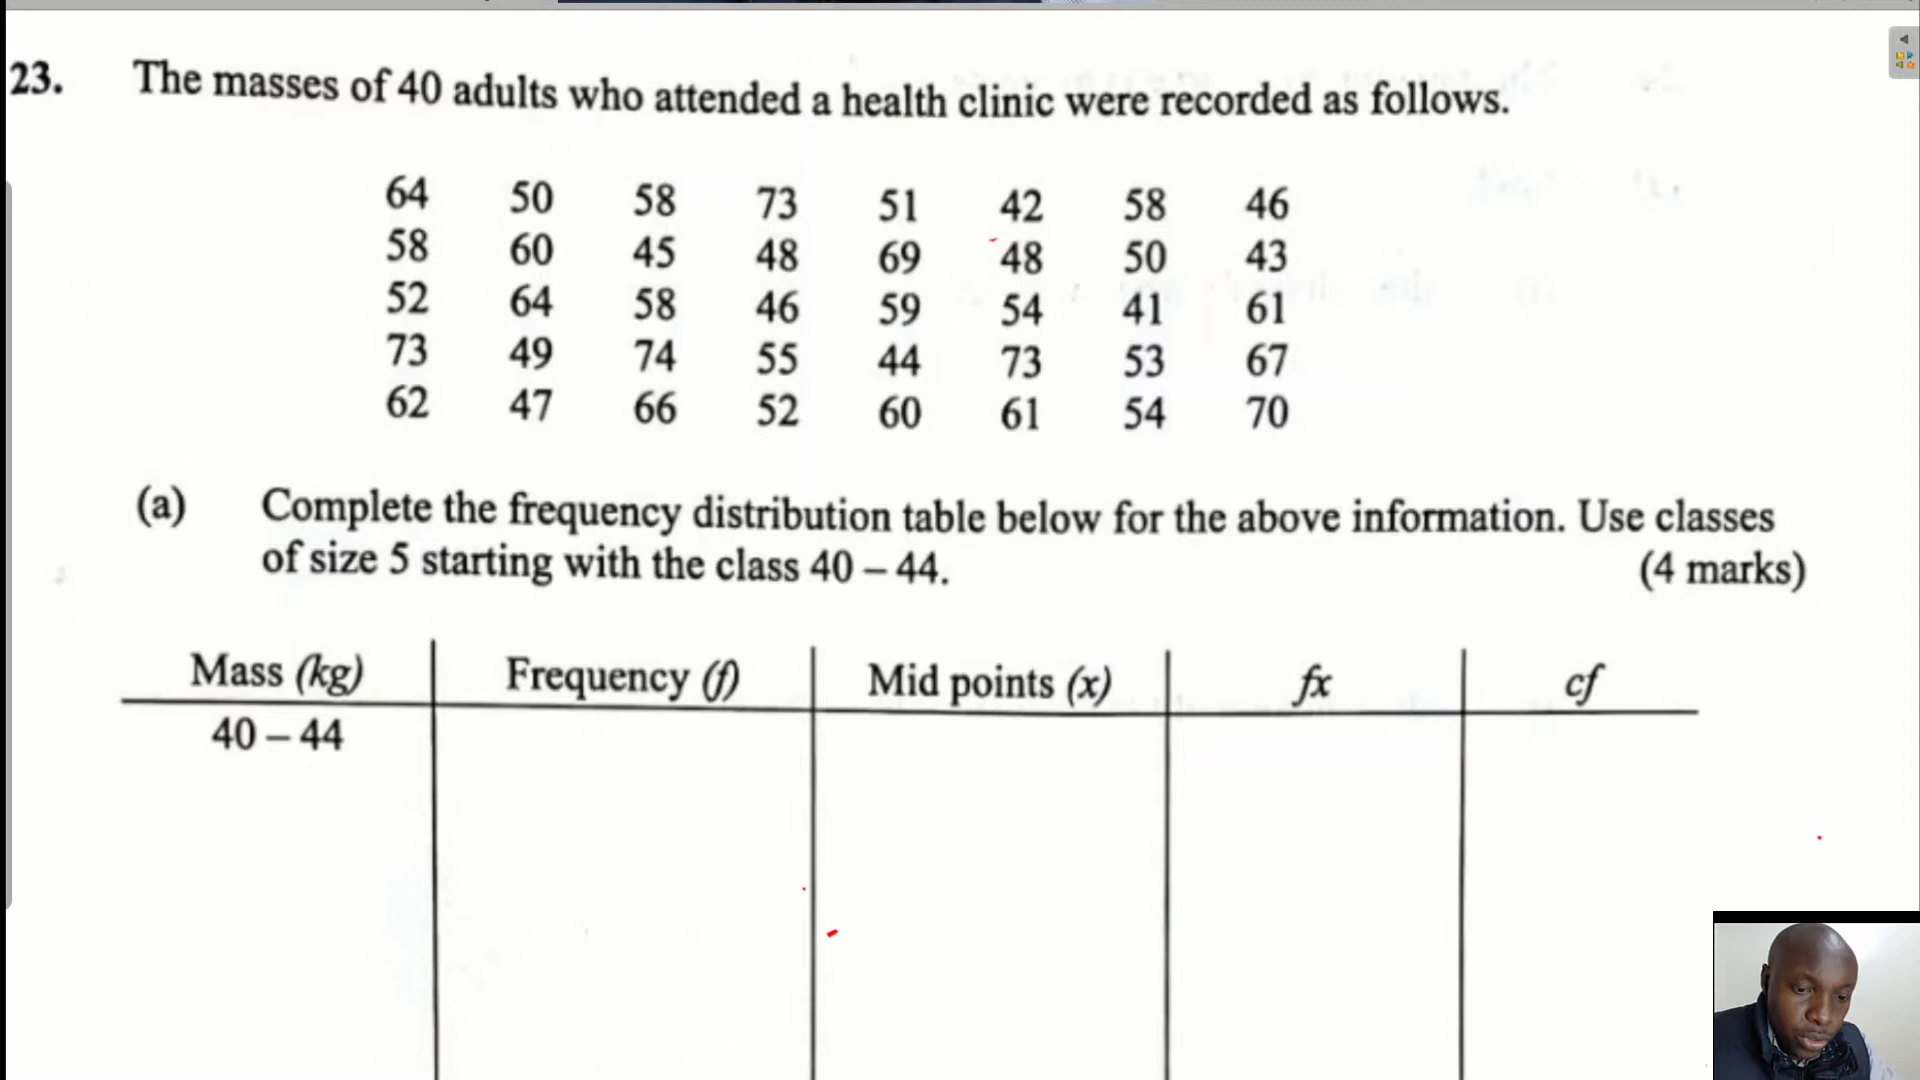 23. The masses of 40 adults who attended a health clinic were recorded as follows.
64 50 58 73 51 42 58 46
58 60 45 48 69 48 50 43
52 64 58 46 59 54 41 61
73 49 74 55 44 73 53 67
62 47 66 52 60 61 54 70
(a) Complete the frequency distribution table below for the above information. Use classes
of size 5 starting with the class 40 – 44. (4 marks)
Mass (kg) Frequency (f) Mid points (x) fx cf
40 – 44